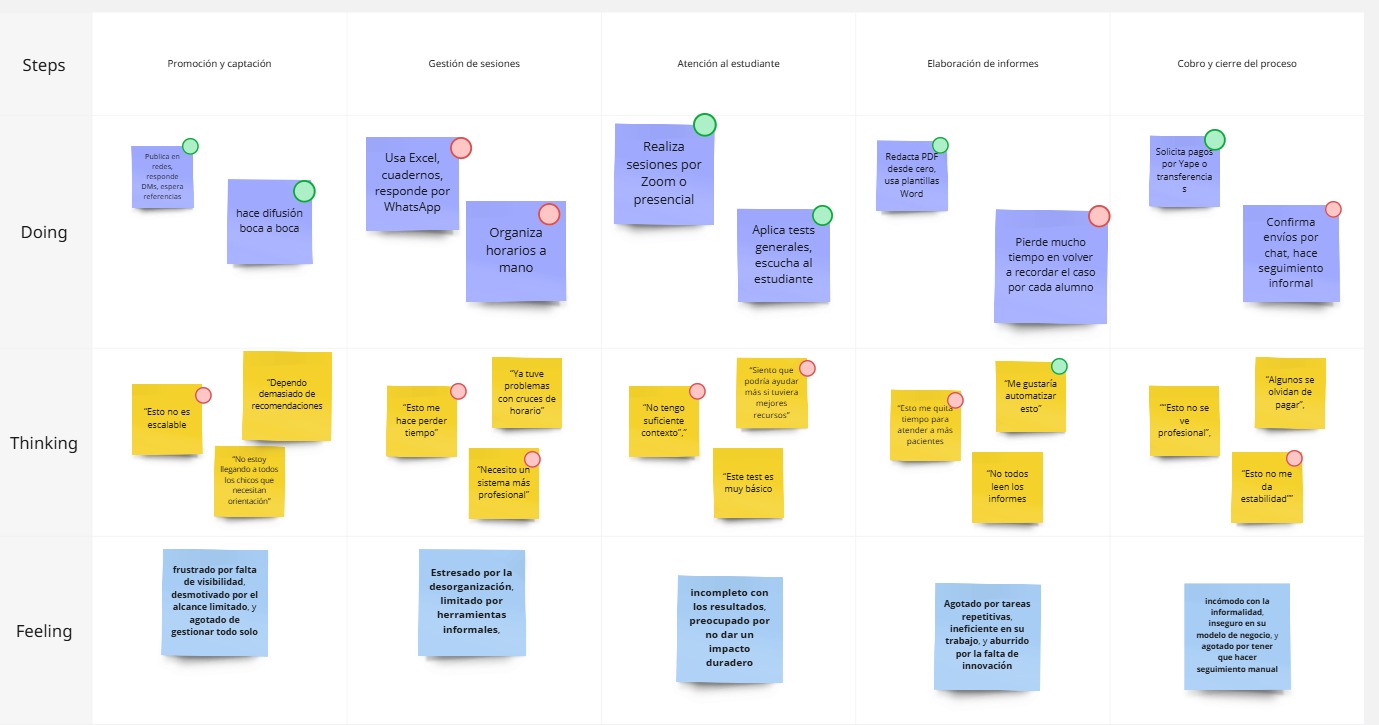 Steps
Promoción y captación
Gestión de sesiones
Atención al estudiante
Elaboración de informes
Cobro y cierre del proceso
Doing
Publica en
redes,
responde
DMs, espera
referencias
hace difusión
boca a boca
Usa Excel,
cuadernos,
responde por
WhatsApp
Organiza
horarios a
mano
Realiza
sesiones por
Zoom o
presencial
Aplica tests
generales,
escucha al
estudiante
Redacta PDF
desde cero,
usa plantillas
Word
Pierde mucho
tiempo en volver
a recordar el caso
por cada alumno
Solicita pagos
por Yape o
transferencia
s
Confirma
envíos por
chat, hace
seguimiento
informal
Thinking
“Esto no es
escalable
“Dependo
demasiado de
recomendaciones
“No estoy
llegando a todos
los chicos que
necesitan
orientación”
“Esto me
hace perder
tiempo”
“Ya tuve
problemas
con cruces de
horario”
“Necesito un
sistema más
profesional”
“No tengo
suficiente
contexto”,”
“Siento que
podría ayudar
más si tuviera
mejores
recursos”
“Este test es
muy básico
“Esto me quita
tiempo para
atender a más
pacientes
“Me gustaría
automatizar
esto”
“No todos
leen los
informes
““Esto no se
ve
profesional”,
“Algunos se
olvidan de
pagar”,
“Esto no me
da
estabilidad””
Feeling
frustrado por falta
de visibilidad,
desmotivado por el
alcance limitado, y
agotado de
gestionar todo solo
Estresado por la
desorganización,
limitado por
herramientas
informales,
incompleto con
los resultados,
preocupado por
no dar un
impacto
duradero
Agotado por tareas
repetitivas,
ineficiente en su
trabajo, y aburrido
por la falta de
innovación
incómodo con la
informalidad,
inseguro en su
modelo de negocio, y
agotado por tener
que hacer
seguimiento manual